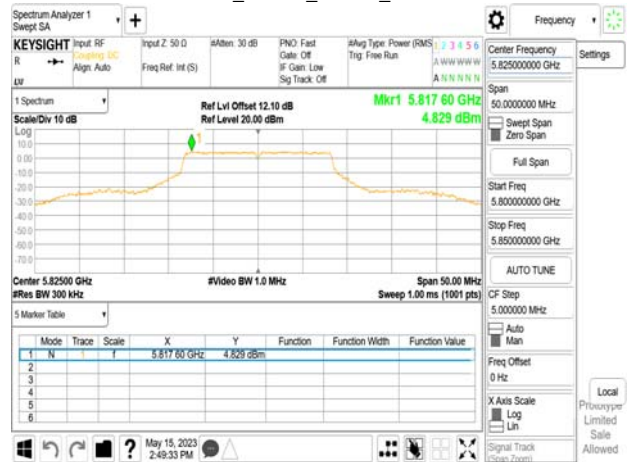 Spectrum Analyzer 1
Swept SA
Frequency
KEYSIGHT
Input: RF
Coupling: DC
Align: Auto
Input Z: 50 Ω
Freq Ref: Int (S)
#Atten: 30 dB
PNO: Fast
Gate: Off
IF Gain: Low
Sig Track: Off
#Avg Type: Power (RMS
Trig: Free Run
1 2 3 4 5 6
A W W W W W
A N N N N N
R
LXI
Center Frequency
5.825000000 GHz
Settings
Span
50.0000000 MHz
Swept Span
Zero Span
Full Span
Start Freq
5.800000000 GHz
Stop Freq
5.850000000 GHz
AUTO TUNE
CF Step
5.000000 MHz
Auto
Man
Freq Offset
0 Hz
X Axis Scale
Log
Lin
Signal Track
(Span Zoom)
Local
Prototype
Limited
Sale
Allowed
1 Spectrum
Scale/Div 10 dB
Log
Ref Lvl Offset 12.10 dB
Ref Level 20.00 dBm
Mkr1 5.817 60 GHz
4.829 dBm
1
10.0
0.00
-10.0
-20.0
-30.0
-40.0
-50.0
-60.0
-70.0
Center 5.82500 GHz
#Res BW 300 kHz
#Video BW 1.0 MHz
Span 50.00 MHz
Sweep 1.00 ms (1001 pts)
5 Marker Table
Mode Trace Scale X Y Function Function Width Function Value
1 N 1 f 5.817 60 GHz 4.829 dBm
2
3
4
5
6
?
May 15, 2023
2:49:33 PM